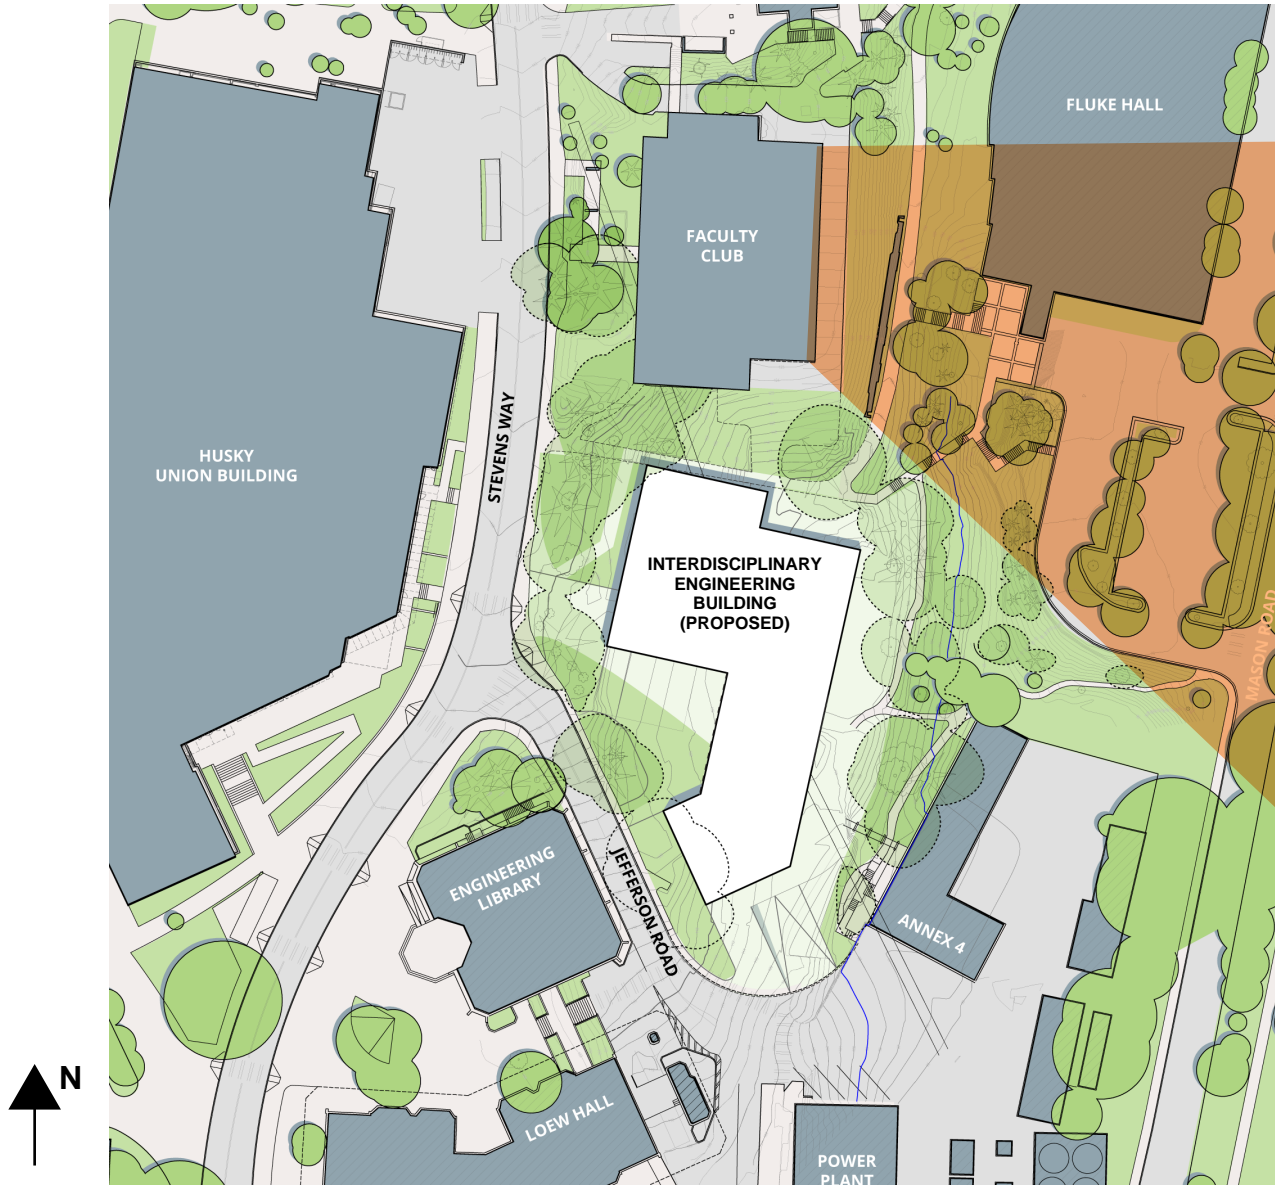 FLUKE HALL
FACULTY
CLUB
STEVENS WAY
HUSKY
UNION BUILDING
INTERDISCIPLINARY
ENGINEERING
BUILDING
(PROPOSED)
MASON ROAD
ENGINEERING
LIBRARY
JEFFERSON ROAD
ANNEX 4
N
LOEW HALL
POWER
PLANT